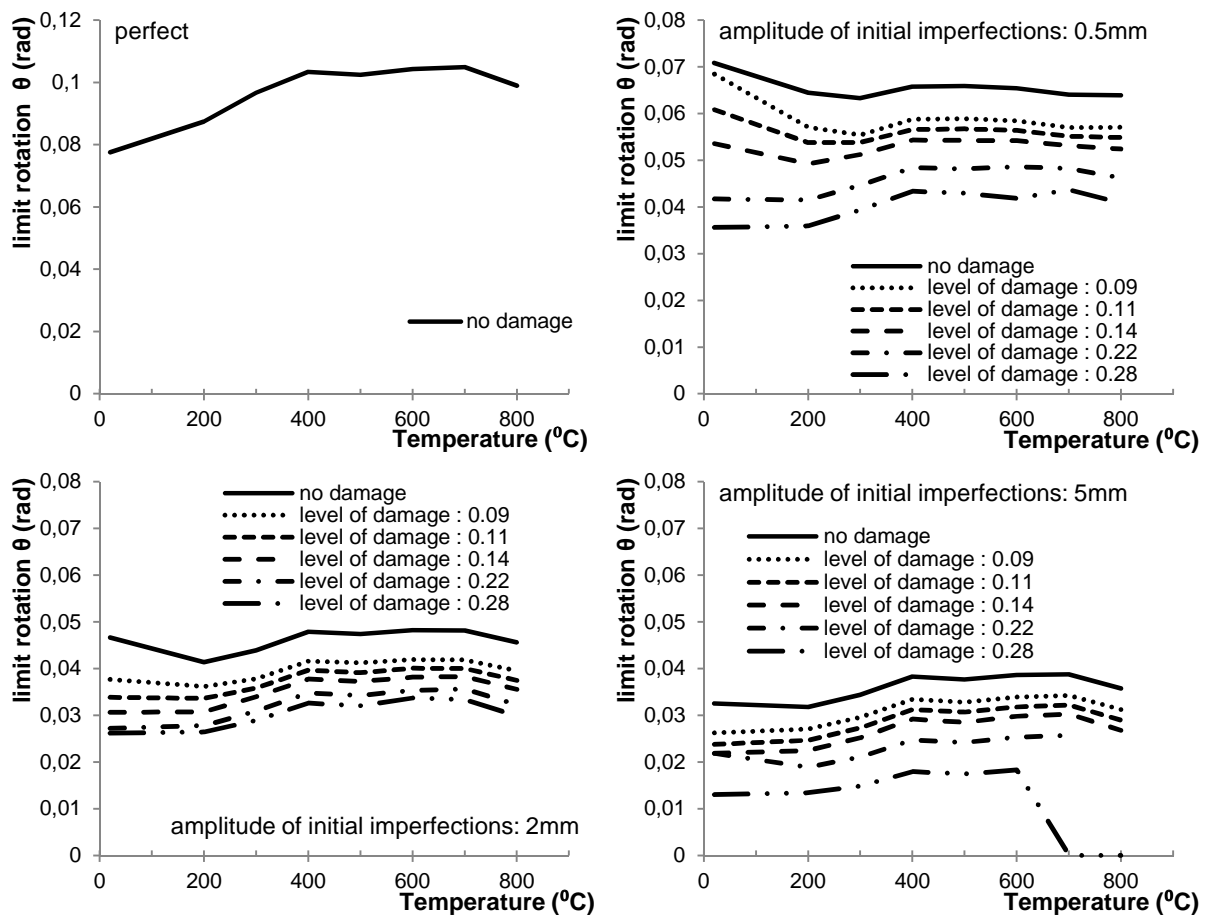 limit rotation θ (rad)
0,12
0,1
0,08
0,06
0,04
0,02
0
perfect
no damage
0
200
400
600
800
Temperature (⁰C)
limit rotation θ (rad)
0,08
0,07
0,06
0,05
0,04
0,03
0,02
0,01
0
amplitude of initial imperfections: 0.5mm
no damage
level of damage : 0.09
level of damage : 0.11
level of damage : 0.14
level of damage : 0.22
level of damage : 0.28
0
200
400
600
800
Temperature (⁰C)
limit rotation θ (rad)
0,08
0,07
0,06
0,05
0,04
0,03
0,02
0,01
0
no damage
level of damage : 0.09
level of damage : 0.11
level of damage : 0.14
level of damage : 0.22
level of damage : 0.28
amplitude of initial imperfections: 2mm
0
200
400
600
800
Temperature (⁰C)
limit rotation θ (rad)
0,08
0,07
0,06
0,05
0,04
0,03
0,02
0,01
0
amplitude of initial imperfections: 5mm
no damage
level of damage : 0.09
level of damage : 0.11
level of damage : 0.14
level of damage : 0.22
level of damage : 0.28
0
200
400
600
800
Temperature (⁰C)